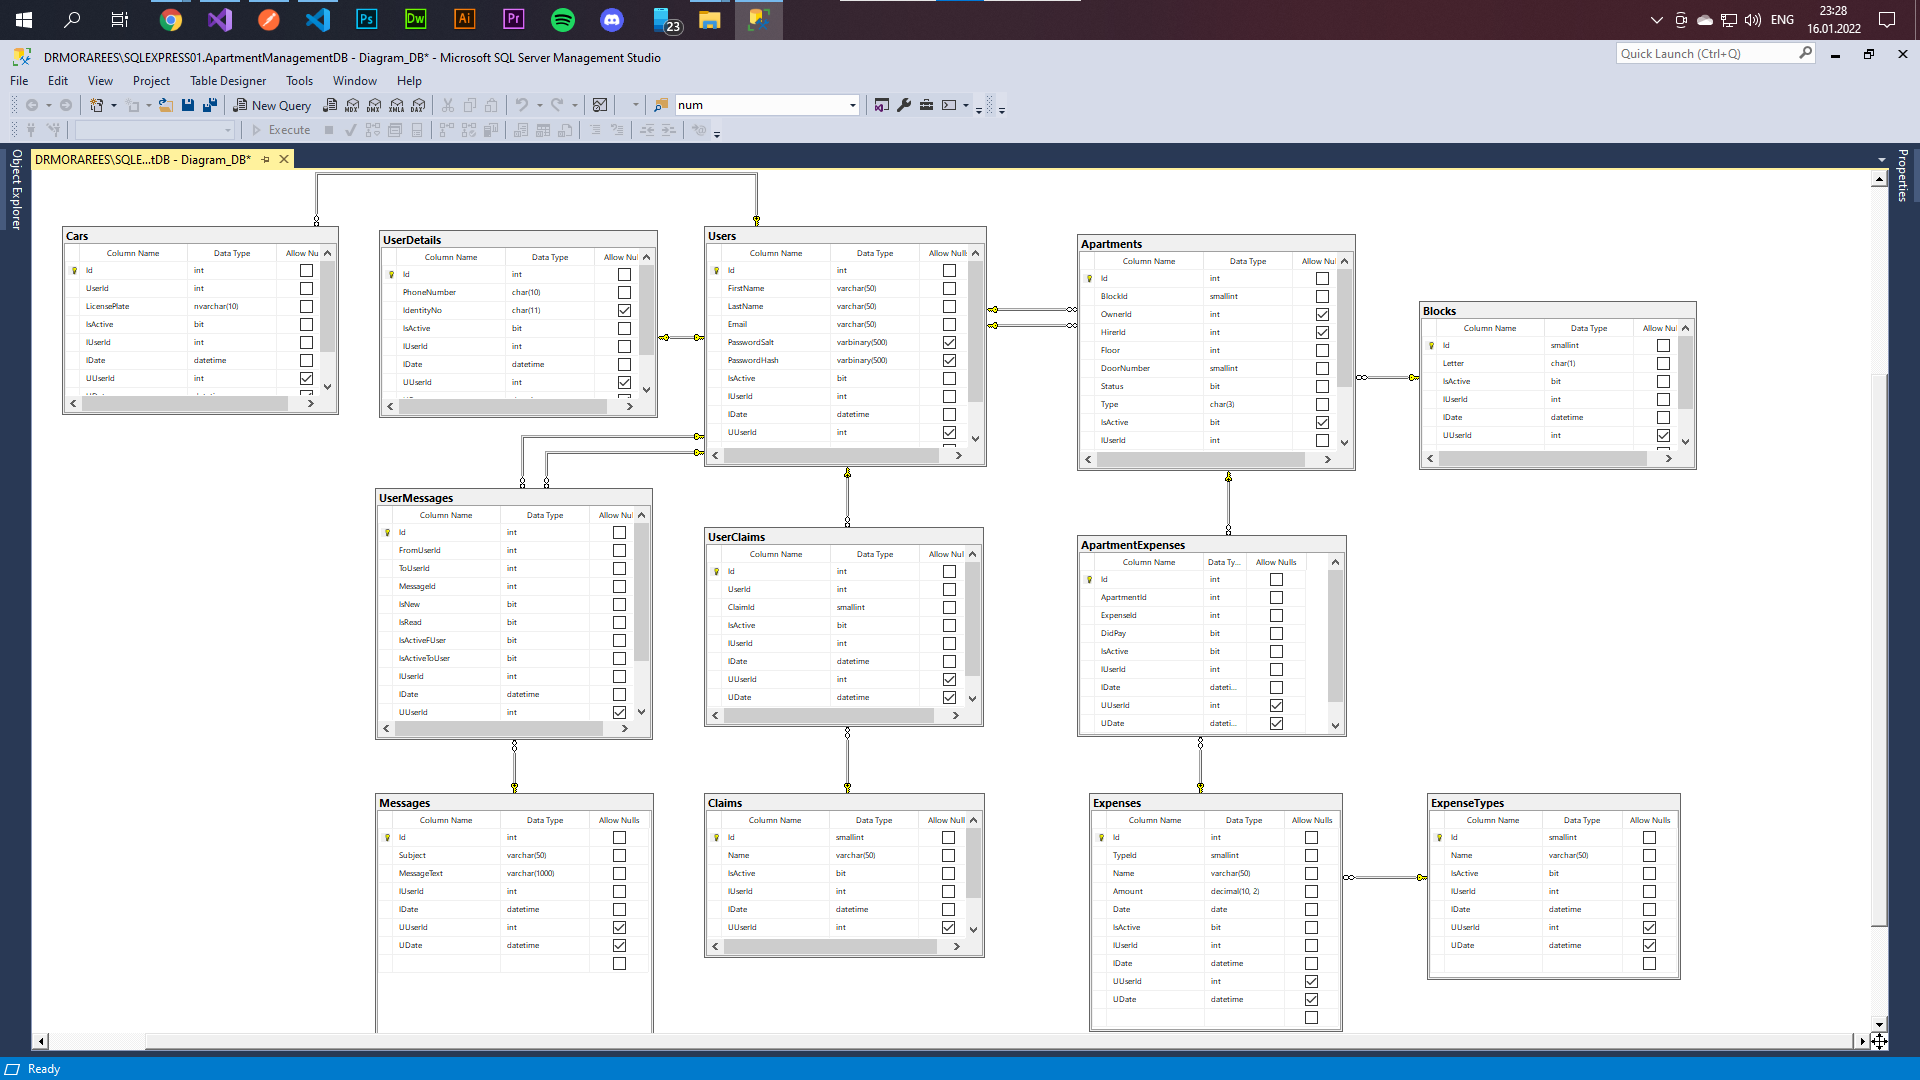 Ps
Dw
Ai
Pr
23
ENG
23:28
16.01.2022
DRMORAREES\SQLEXPRESS01.ApartmentManagementDB - Diagram_DB* - Microsoft SQL Server Management Studio
Quick Launch (Ctrl+Q)
File Edit View Project Table Designer Tools Window Help
New Query
MDX DMX XMLA DAX
num
Execute
DRMORAREES\SQLE...tDB - Diagram_DB*
Object Explorer
Properties
Cars
Column Name Data Type Allow Nu
Id int
UserId int
LicensePlate nvarchar(10)
IsActive bit
IUserId int
IDate datetime
UUserId int
UserDetails
Column Name Data Type Allow Nul
Id int
PhoneNumber char(10)
IdentityNo char(11)
IsActive bit
IUserId int
IDate datetime
UUserId int
Users
Column Name Data Type Allow Nulls
Id int
FirstName varchar(50)
LastName varchar(50)
Email varchar(50)
PasswordSalt varbinary(500)
PasswordHash varbinary(500)
IsActive bit
IUserId int
IDate datetime
UUserId int
Apartments
Column Name Data Type Allow Nul
Id int
BlockId smallint
OwnerId int
HirerId int
Floor int
DoorNumber smallint
Status bit
Type char(3)
IsActive bit
IUserId int
Blocks
Column Name Data Type Allow Nul
Id smallint
Letter char(1)
IsActive bit
IUserId int
IDate datetime
UUserId int
UserMessages
Column Name Data Type Allow Nul
Id int
FromUserId int
ToUserId int
MessageId int
IsNew bit
IsRead bit
IsActiveFUser bit
IsActiveToUser bit
IUserId int
IDate datetime
UUserId int
UserClaims
Column Name Data Type Allow Nul
Id int
UserId int
ClaimId smallint
IsActive bit
IUserId int
IDate datetime
UUserId int
UDate datetime
ApartmentExpenses
Column Name Data Ty... Allow Nulls
Id int
ApartmentId int
ExpenseId int
DidPay bit
IsActive bit
IUserId int
IDate dateti...
UUserId int
UDate dateti...
Messages
Column Name Data Type Allow Nulls
Id int
Subject varchar(50)
MessageText varchar(1000)
IUserId int
IDate datetime
UUserId int
UDate datetime
Claims
Column Name Data Type Allow Nulls
Id smallint
Name varchar(50)
IsActive bit
IUserId int
IDate datetime
UUserId int
Expenses
Column Name Data Type Allow Nulls
Id int
TypeId smallint
Name varchar(50)
Amount decimal(10, 2)
Date date
IsActive bit
IUserId int
IDate datetime
UUserId int
UDate datetime
ExpenseTypes
Column Name Data Type Allow Nulls
Id smallint
Name varchar(50)
IsActive bit
IUserId int
IDate datetime
UUserId int
UDate datetime
Ready